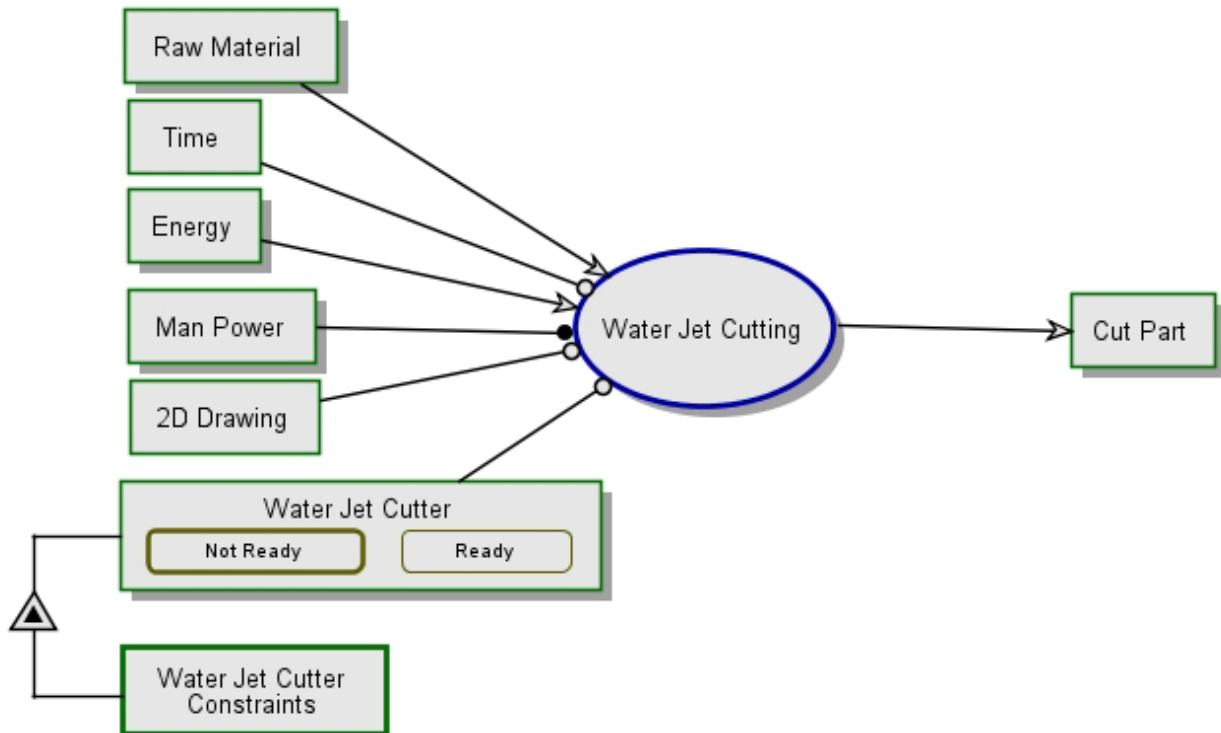 Raw Material
Time
Energy
Man Power
2D Drawing
Water Jet Cutting
Cut Part
Water Jet Cutter
Not Ready
Ready
Water Jet Cutter
Constraints